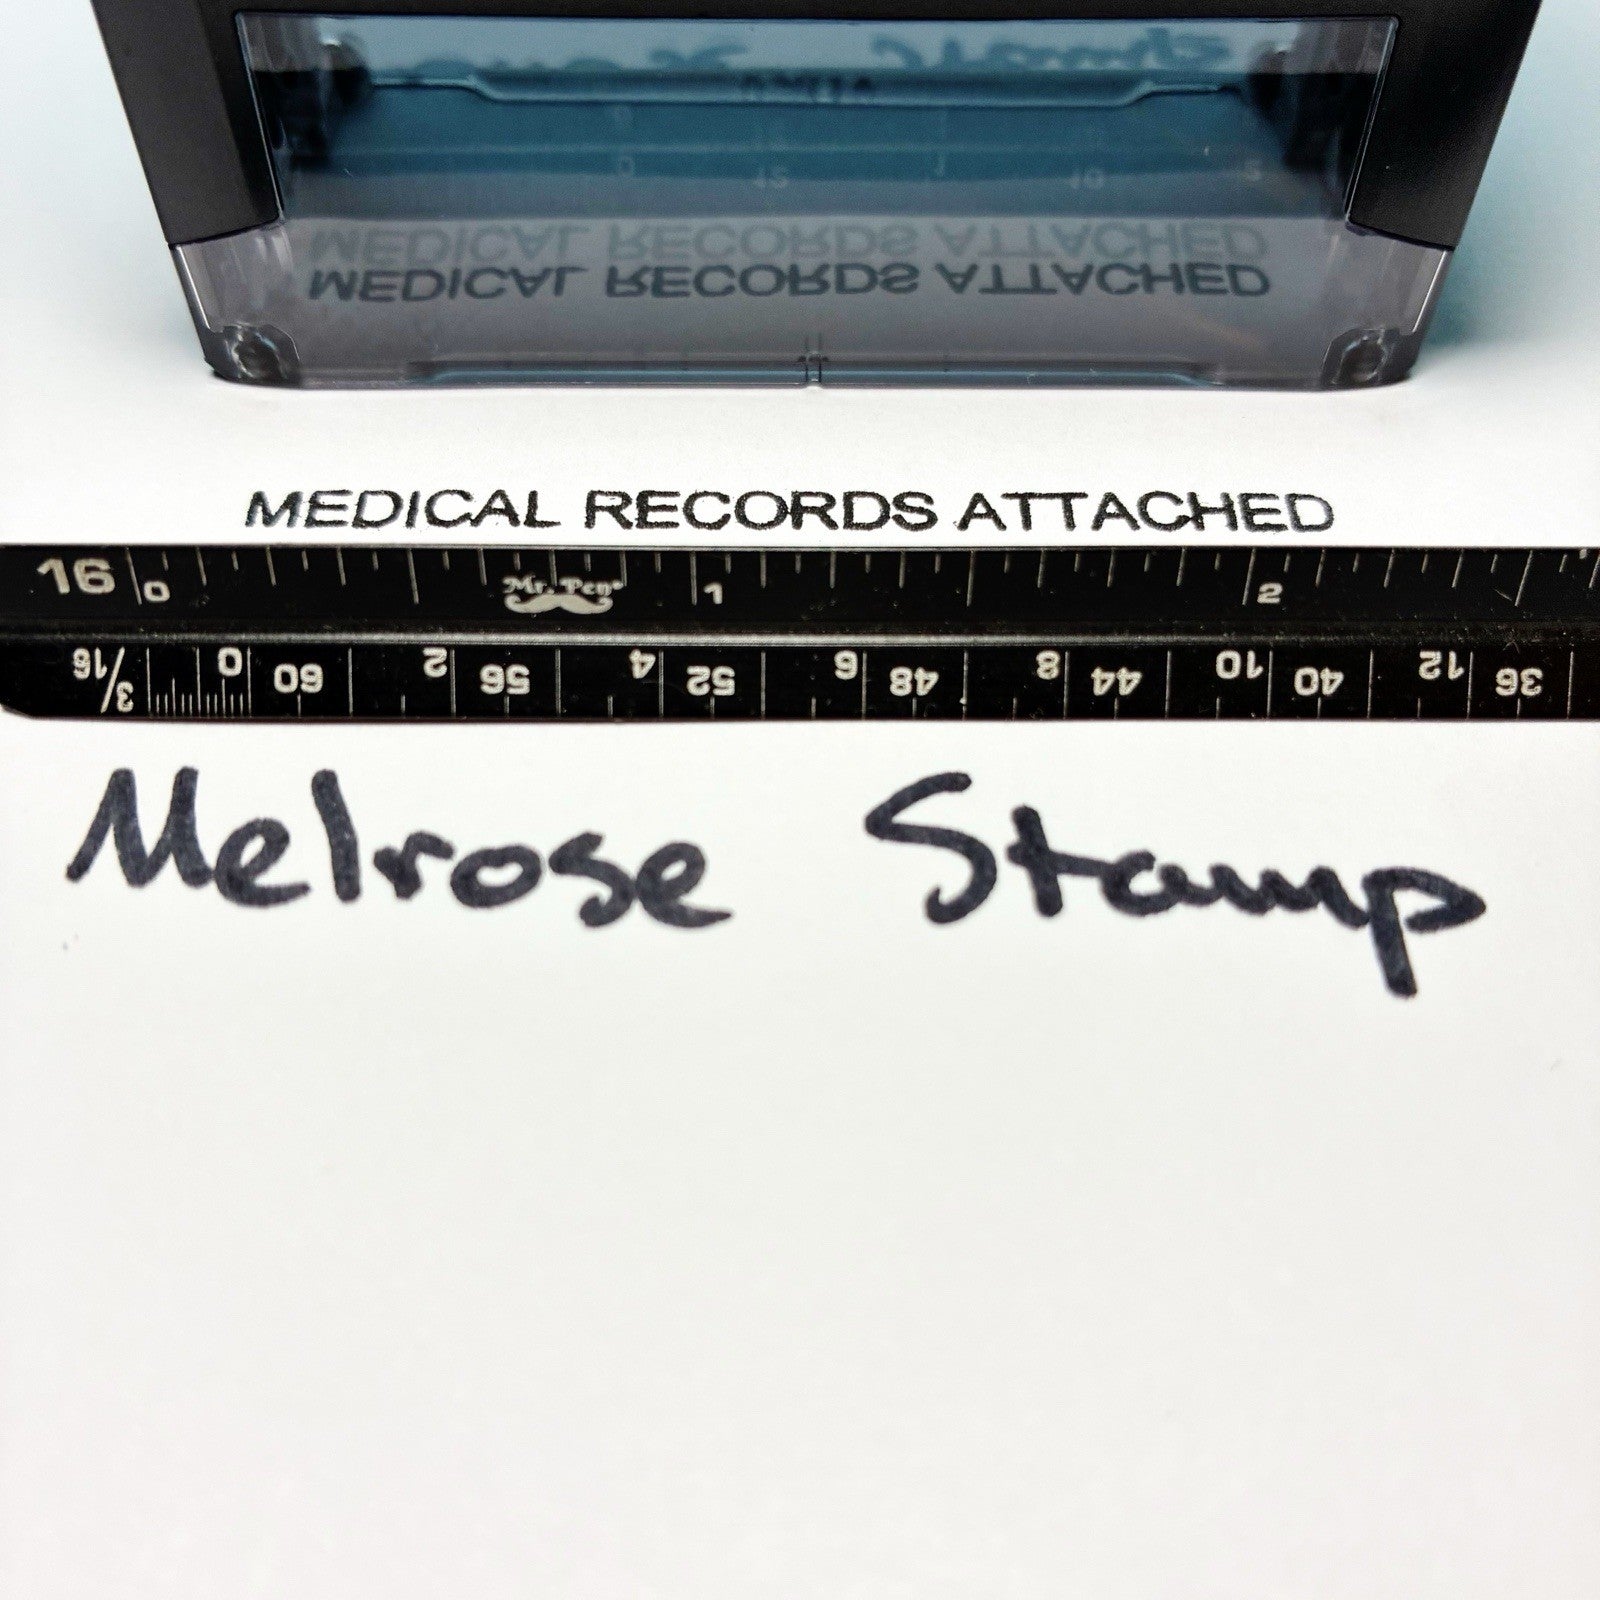 MEDICAL RECORDS ATTACHED
MEDICAL RECORDS ATTACHED
16 0 Mr. Pen 1 2
3/16 0 60 2 56 4 52 6 48 8 44 10 40 12 36
Melrose Stamp